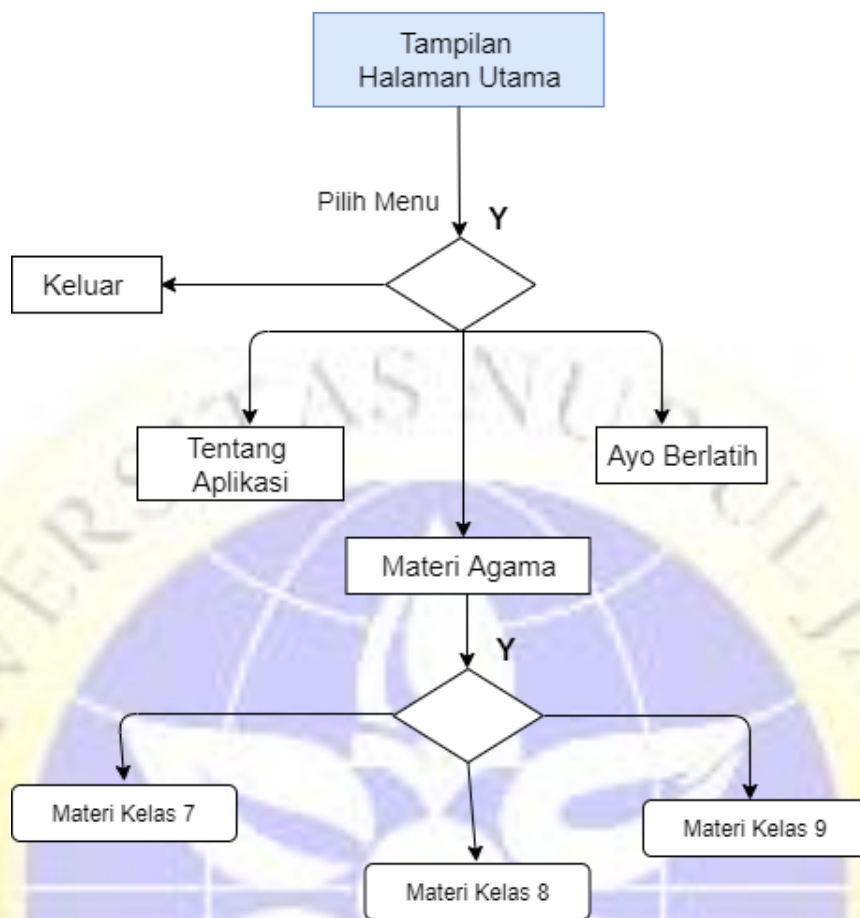 Tampilan
Halaman Utama
Pilih Menu
Y
Keluar
Tentang
Aplikasi
Ayo Berlatih
Materi Agama
Y
Materi Kelas 7
Materi Kelas 9
Materi Kelas 8